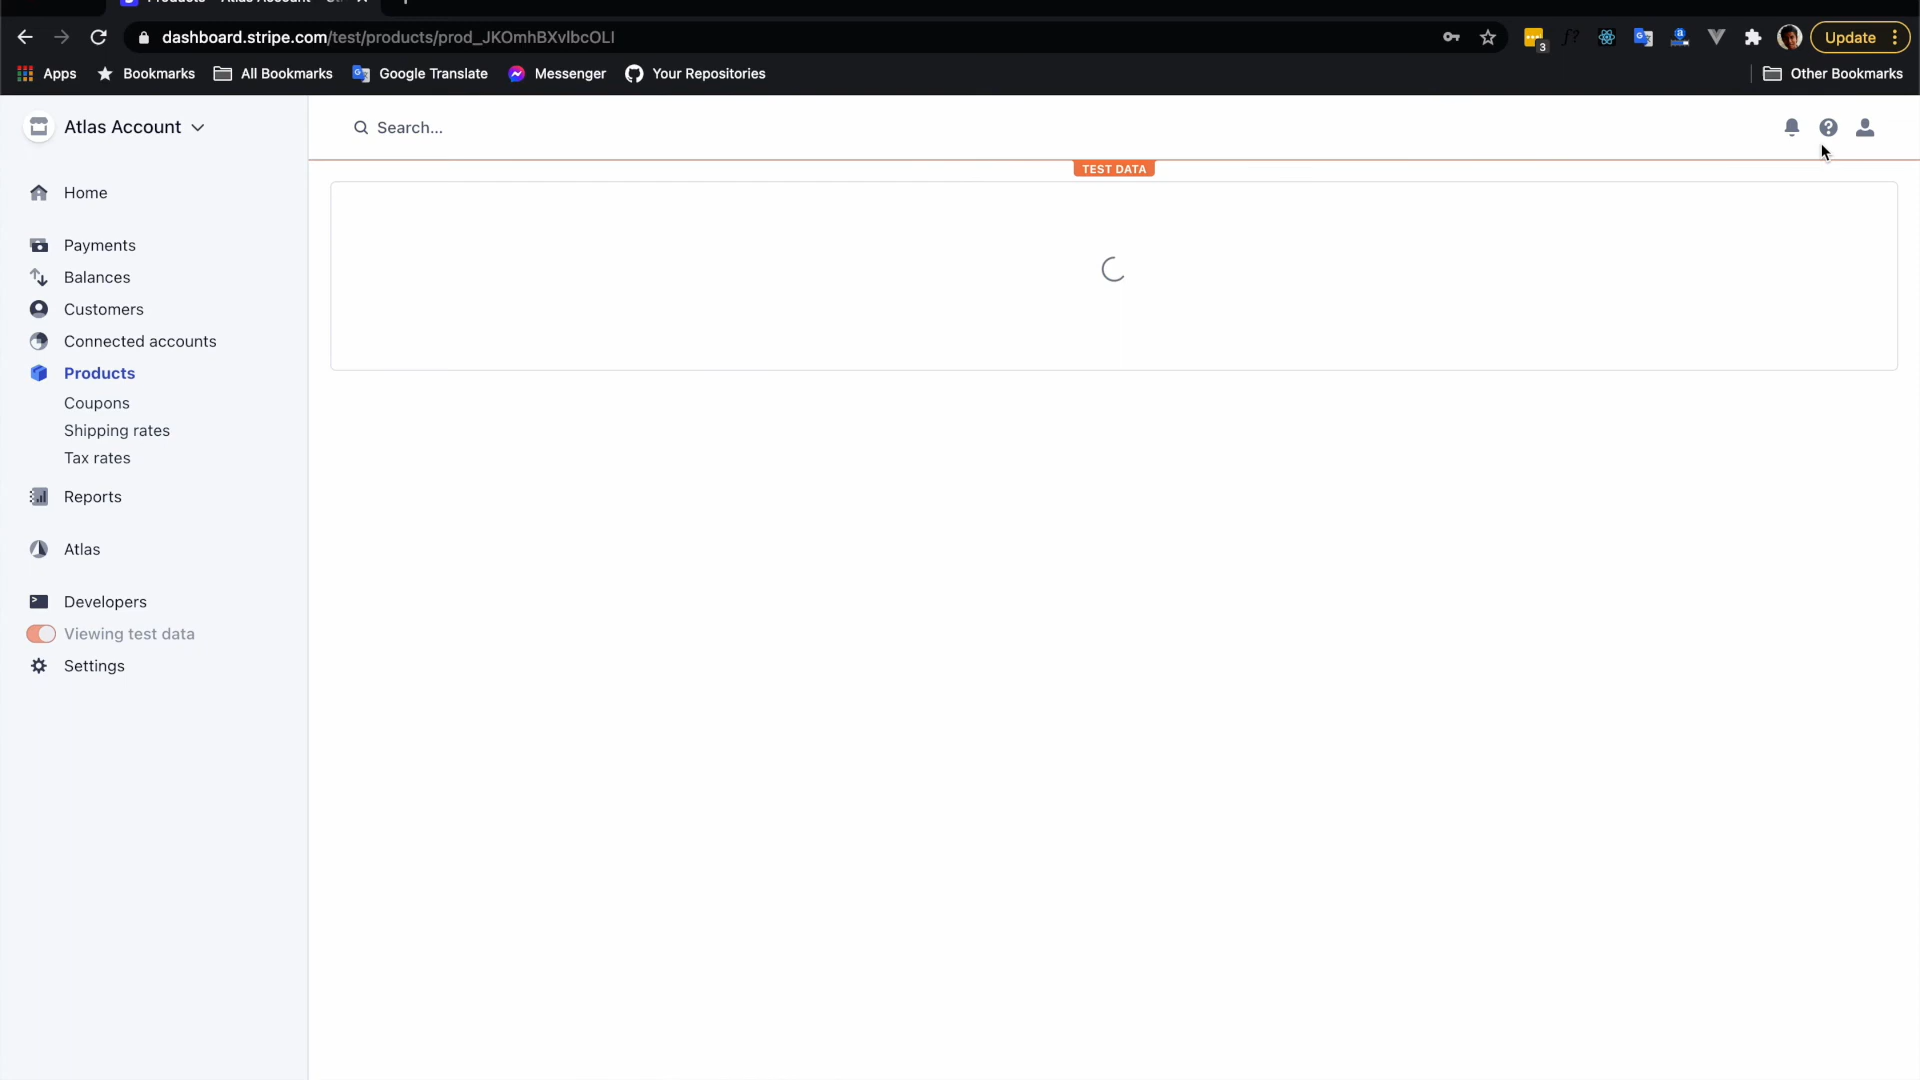 dashboard.stripe.com/test/products/prod_JKOmhBXvIbcOLI
3
Update
Apps
Bookmarks
All Bookmarks
Google Translate
Messenger
Your Repositories
Other Bookmarks
Atlas Account
Search...
TEST DATA
Home
Payments
Balances
Customers
Connected accounts
Products
Coupons
Shipping rates
Tax rates
Reports
Atlas
Developers
Viewing test data
Settings